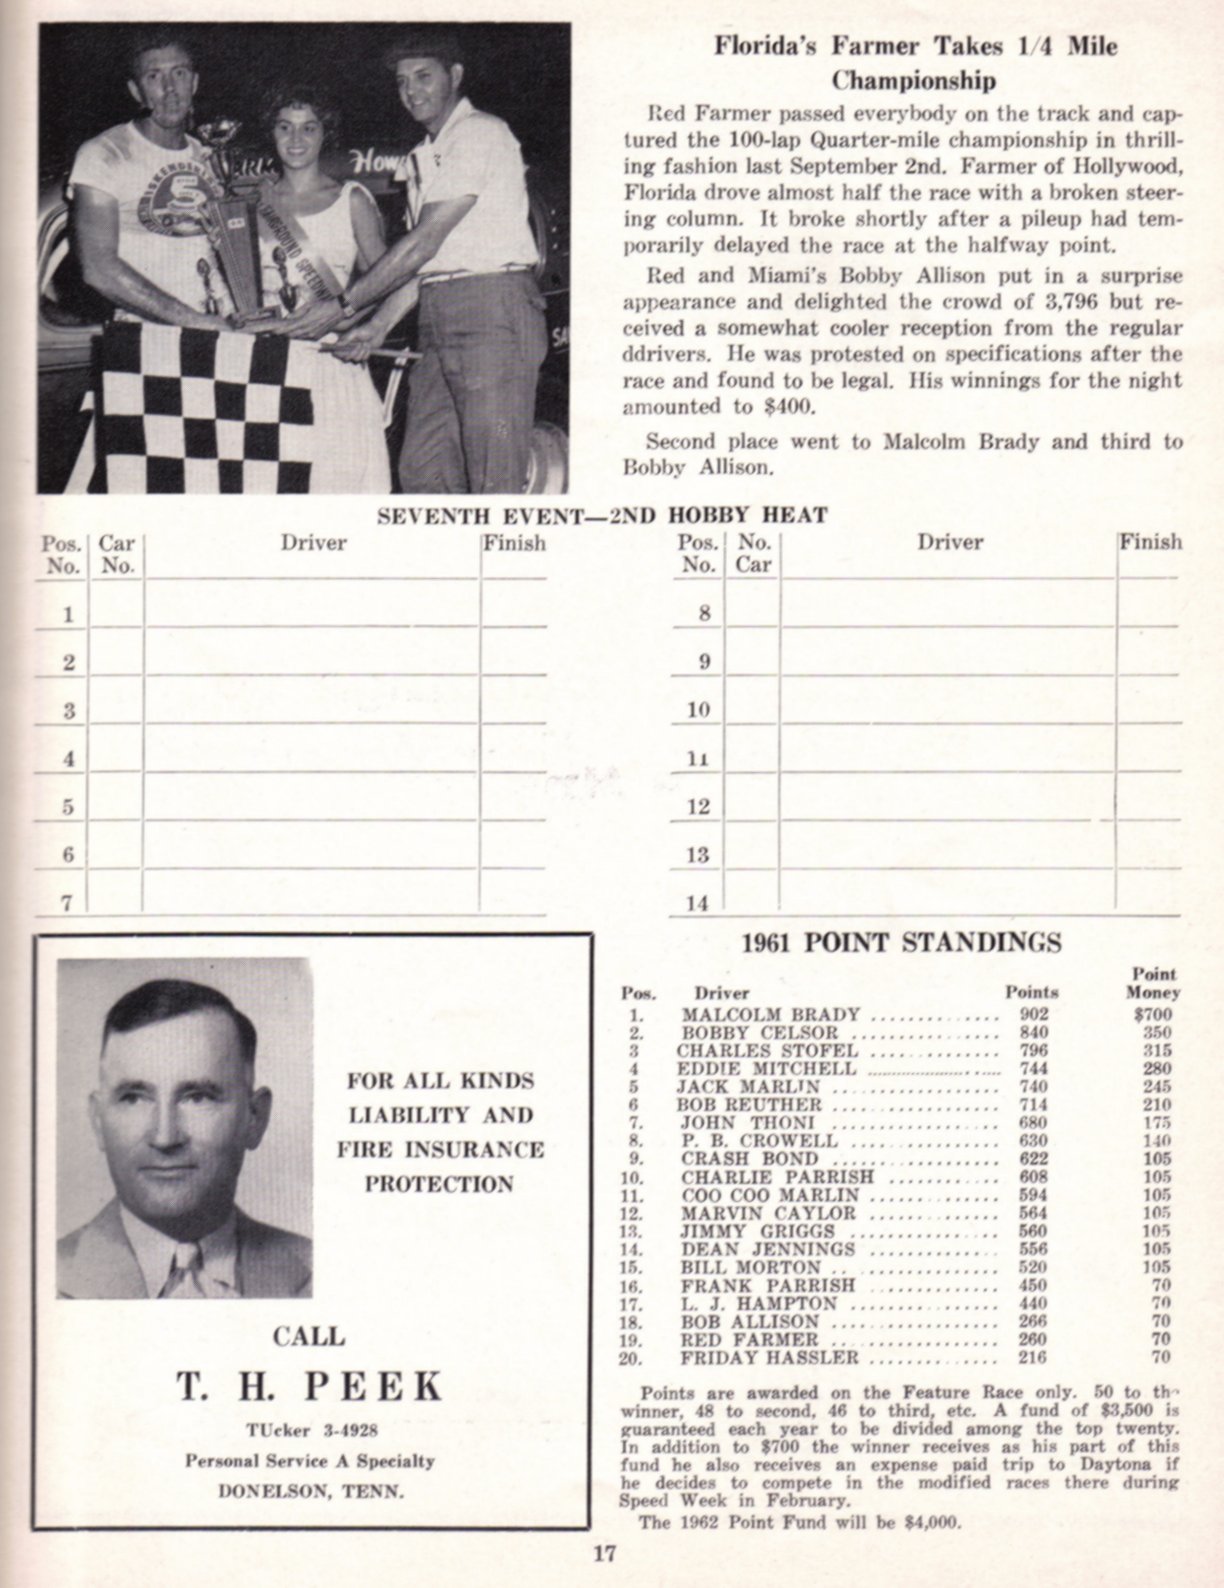 ISKENDERIAN
5
FAIRGROUND SPEEDWAY
Florida's Farmer Takes 1/4 Mile
Championship
Red Farmer passed everybody on the track and cap-
tured the 100-lap Quarter-mile championship in thrill-
ing fashion last September 2nd. Farmer of Hollywood,
Florida drove almost half the race with a broken steer-
ing column. It broke shortly after a pileup had tem-
porarily delayed the race at the halfway point.
Red and Miami's Bobby Allison put in a surprise
appearance and delighted the crowd of 3,796 but re-
ceived a somewhat cooler reception from the regular
ddrivers. He was protested on specifications after the
race and found to be legal. His winnings for the night
amounted to $400.
Second place went to Malcolm Brady and third to
Bobby Allison.
SEVENTH EVENT—2ND HOBBY HEAT
Pos. Car Driver Finish
No. No.
1
2
3
4
5
6
7
Pos. No. Driver Finish
No. Car
8
9
10
11
12
13
14
FOR ALL KINDS
LIABILITY AND
FIRE INSURANCE
PROTECTION
CALL
T. H. PEEK
TUcker 3-4928
Personal Service A Specialty
DONELSON, TENN.
1961 POINT STANDINGS
Point
Pos. Driver Points Money
1. MALCOLM BRADY .............. 902 $700
2. BOBBY CELSOR .............. 840 350
3 CHARLES STOFEL .............. 796 315
4 EDDIE MITCHELL .............. 744 280
5 JACK MARLIN .............. 740 245
6 BOB REUTHER .............. 714 210
7. JOHN THONI .............. 680 175
8. P. B. CROWELL .............. 630 140
9. CRASH BOND .............. 622 105
10. CHARLIE PARRISH ........... 608 105
11. COO COO MARLIN ............ 594 105
12. MARVIN CAYLOR ............ 564 105
13. JIMMY GRIGGS .............. 560 105
14. DEAN JENNINGS ............ 556 105
15. BILL MORTON .............. 520 105
16. FRANK PARRISH ............ 450 70
17. L. J. HAMPTON .............. 440 70
18. BOB ALLISON .............. 266 70
19. RED FARMER .............. 260 70
20. FRIDAY HASSLER ............ 216 70
Points are awarded on the Feature Race only. 50 to the
winner, 48 to second, 46 to third, etc. A fund of $3,500 is
guaranteed each year to be divided among the top twenty.
In addition to $700 the winner receives as his part of this
fund he also receives an expense paid trip to Daytona if
he decides to compete in the modified races there during
Speed Week in February.
The 1962 Point Fund will be $4,000.
17